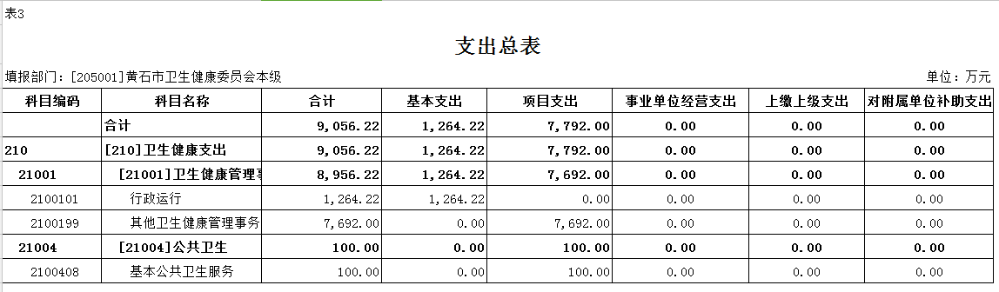 表3
支出总表
填报部门：[205001]黄石市卫生健康委员会本级 单位：万元
科目编码 科目名称 合计 基本支出 项目支出 事业单位经营支出 上缴上级支出 对附属单位补助支出
合计 9,056.22 1,264.22 7,792.00 0.00 0.00 0.00
210 [210]卫生健康支出 9,056.22 1,264.22 7,792.00 0.00 0.00 0.00
21001 [21001]卫生健康管理 8,956.22 1,264.22 7,692.00 0.00 0.00 0.00
2100101 行政运行 1,264.22 1,264.22 0.00 0.00 0.00 0.00
2100199 其他卫生健康管理事务 7,692.00 0.00 7,692.00 0.00 0.00 0.00
21004 [21004]公共卫生 100.00 0.00 100.00 0.00 0.00 0.00
2100408 基本公共卫生服务 100.00 0.00 100.00 0.00 0.00 0.00